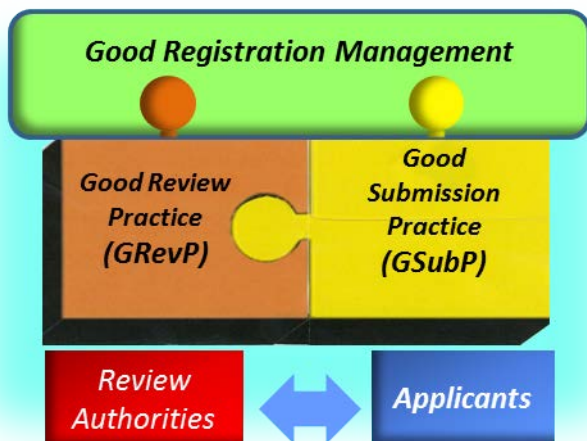 Good Registration Management
Good Review
Practice
(GRevP)
Good
Submission
Practice
(GSubP)
Review
Authorities
Applicants